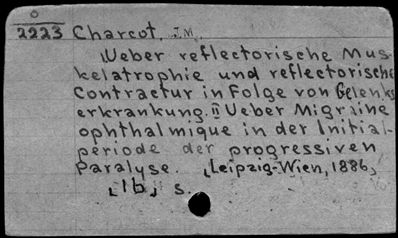 O
2223 Charcot, J.M.
Ueber reflectorische Mus-
kelatrophie und reflectorische
Contractur in Folge von Gelenks
erkrankung. II Ueber Migraine
ophthalmique in der Initial-
periode der progressiven
Paralyse. Leipzig-Wien, 1886,
16, s.